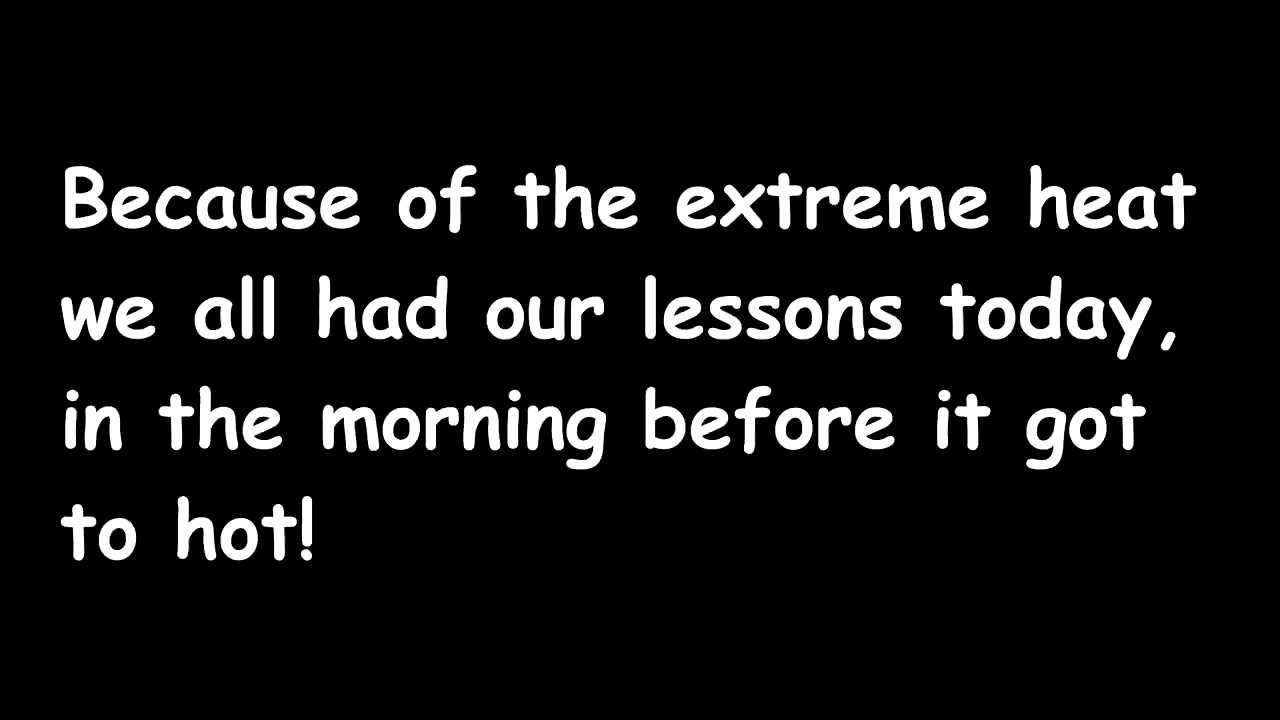 Because of the extreme heat
we all had our lessons today,
in the morning before it got
to hot!